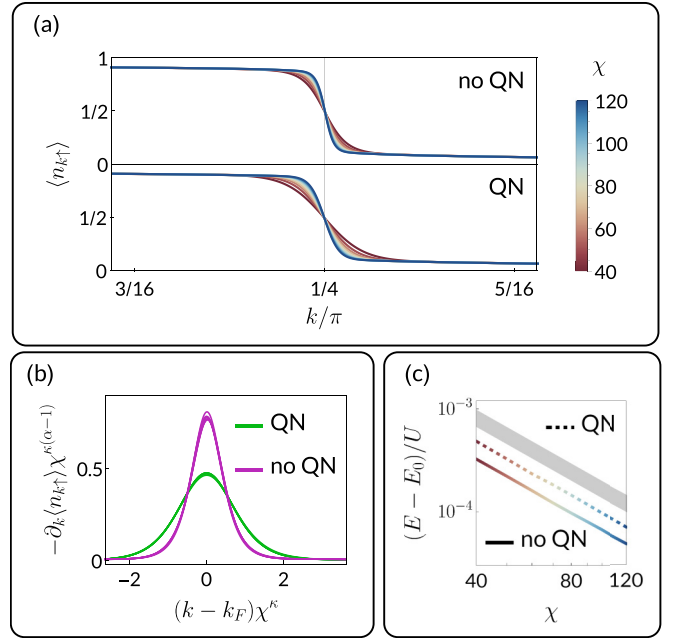 (a)
1
no QN
1/2
0
⟨n_{k↑}⟩
QN
1/2
0
3/16
1/4
5/16
k/π
χ
120
100
80
60
40
(b)
−∂_k⟨n_{k↑}⟩χ^{κ(α−1)}
QN
no QN
0.5
0
−2
0
2
(k − k_F)χ^κ
(c)
(E − E_0)/U
10^{−3}
QN
10^{−4}
no QN
40
80
120
χ